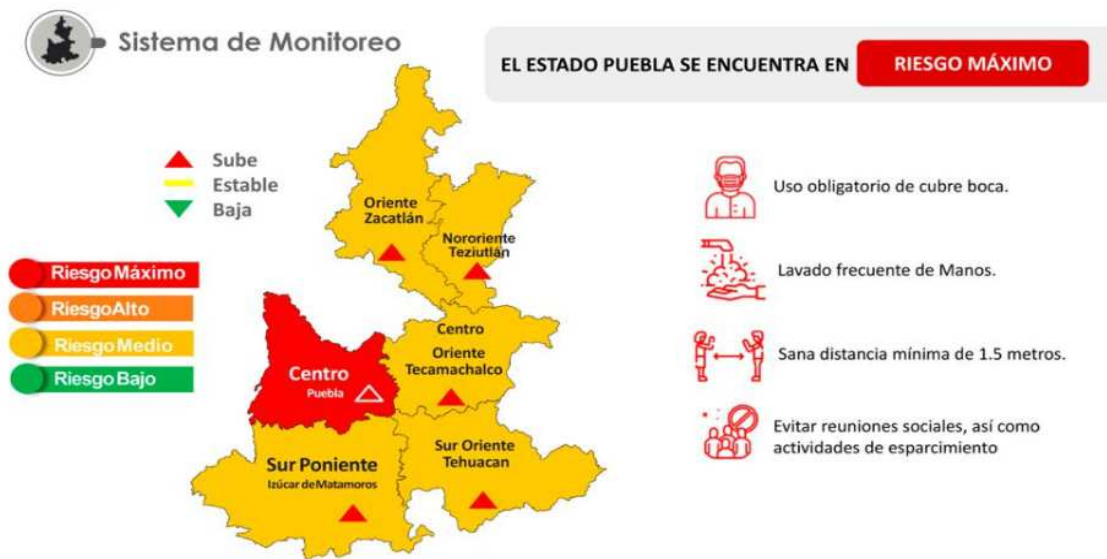 Sistema de Monitoreo
EL ESTADO PUEBLA SE ENCUENTRA EN RIESGO MÁXIMO
Sube
Estable
Baja
Riesgo Máximo
Riesgo Alto
Riesgo Medio
Riesgo Bajo
Oriente
Zacatlán
Nororiente
Teziutlán
Centro
Oriente
Tecamachalco
Centro
Puebla
Sur Poniente
Izúcar de Matamoros
Sur Oriente
Tehuacan
Uso obligatorio de cubre boca.
Lavado frecuente de Manos.
Sana distancia mínima de 1.5 metros.
Evitar reuniones sociales, así como
actividades de esparcimiento